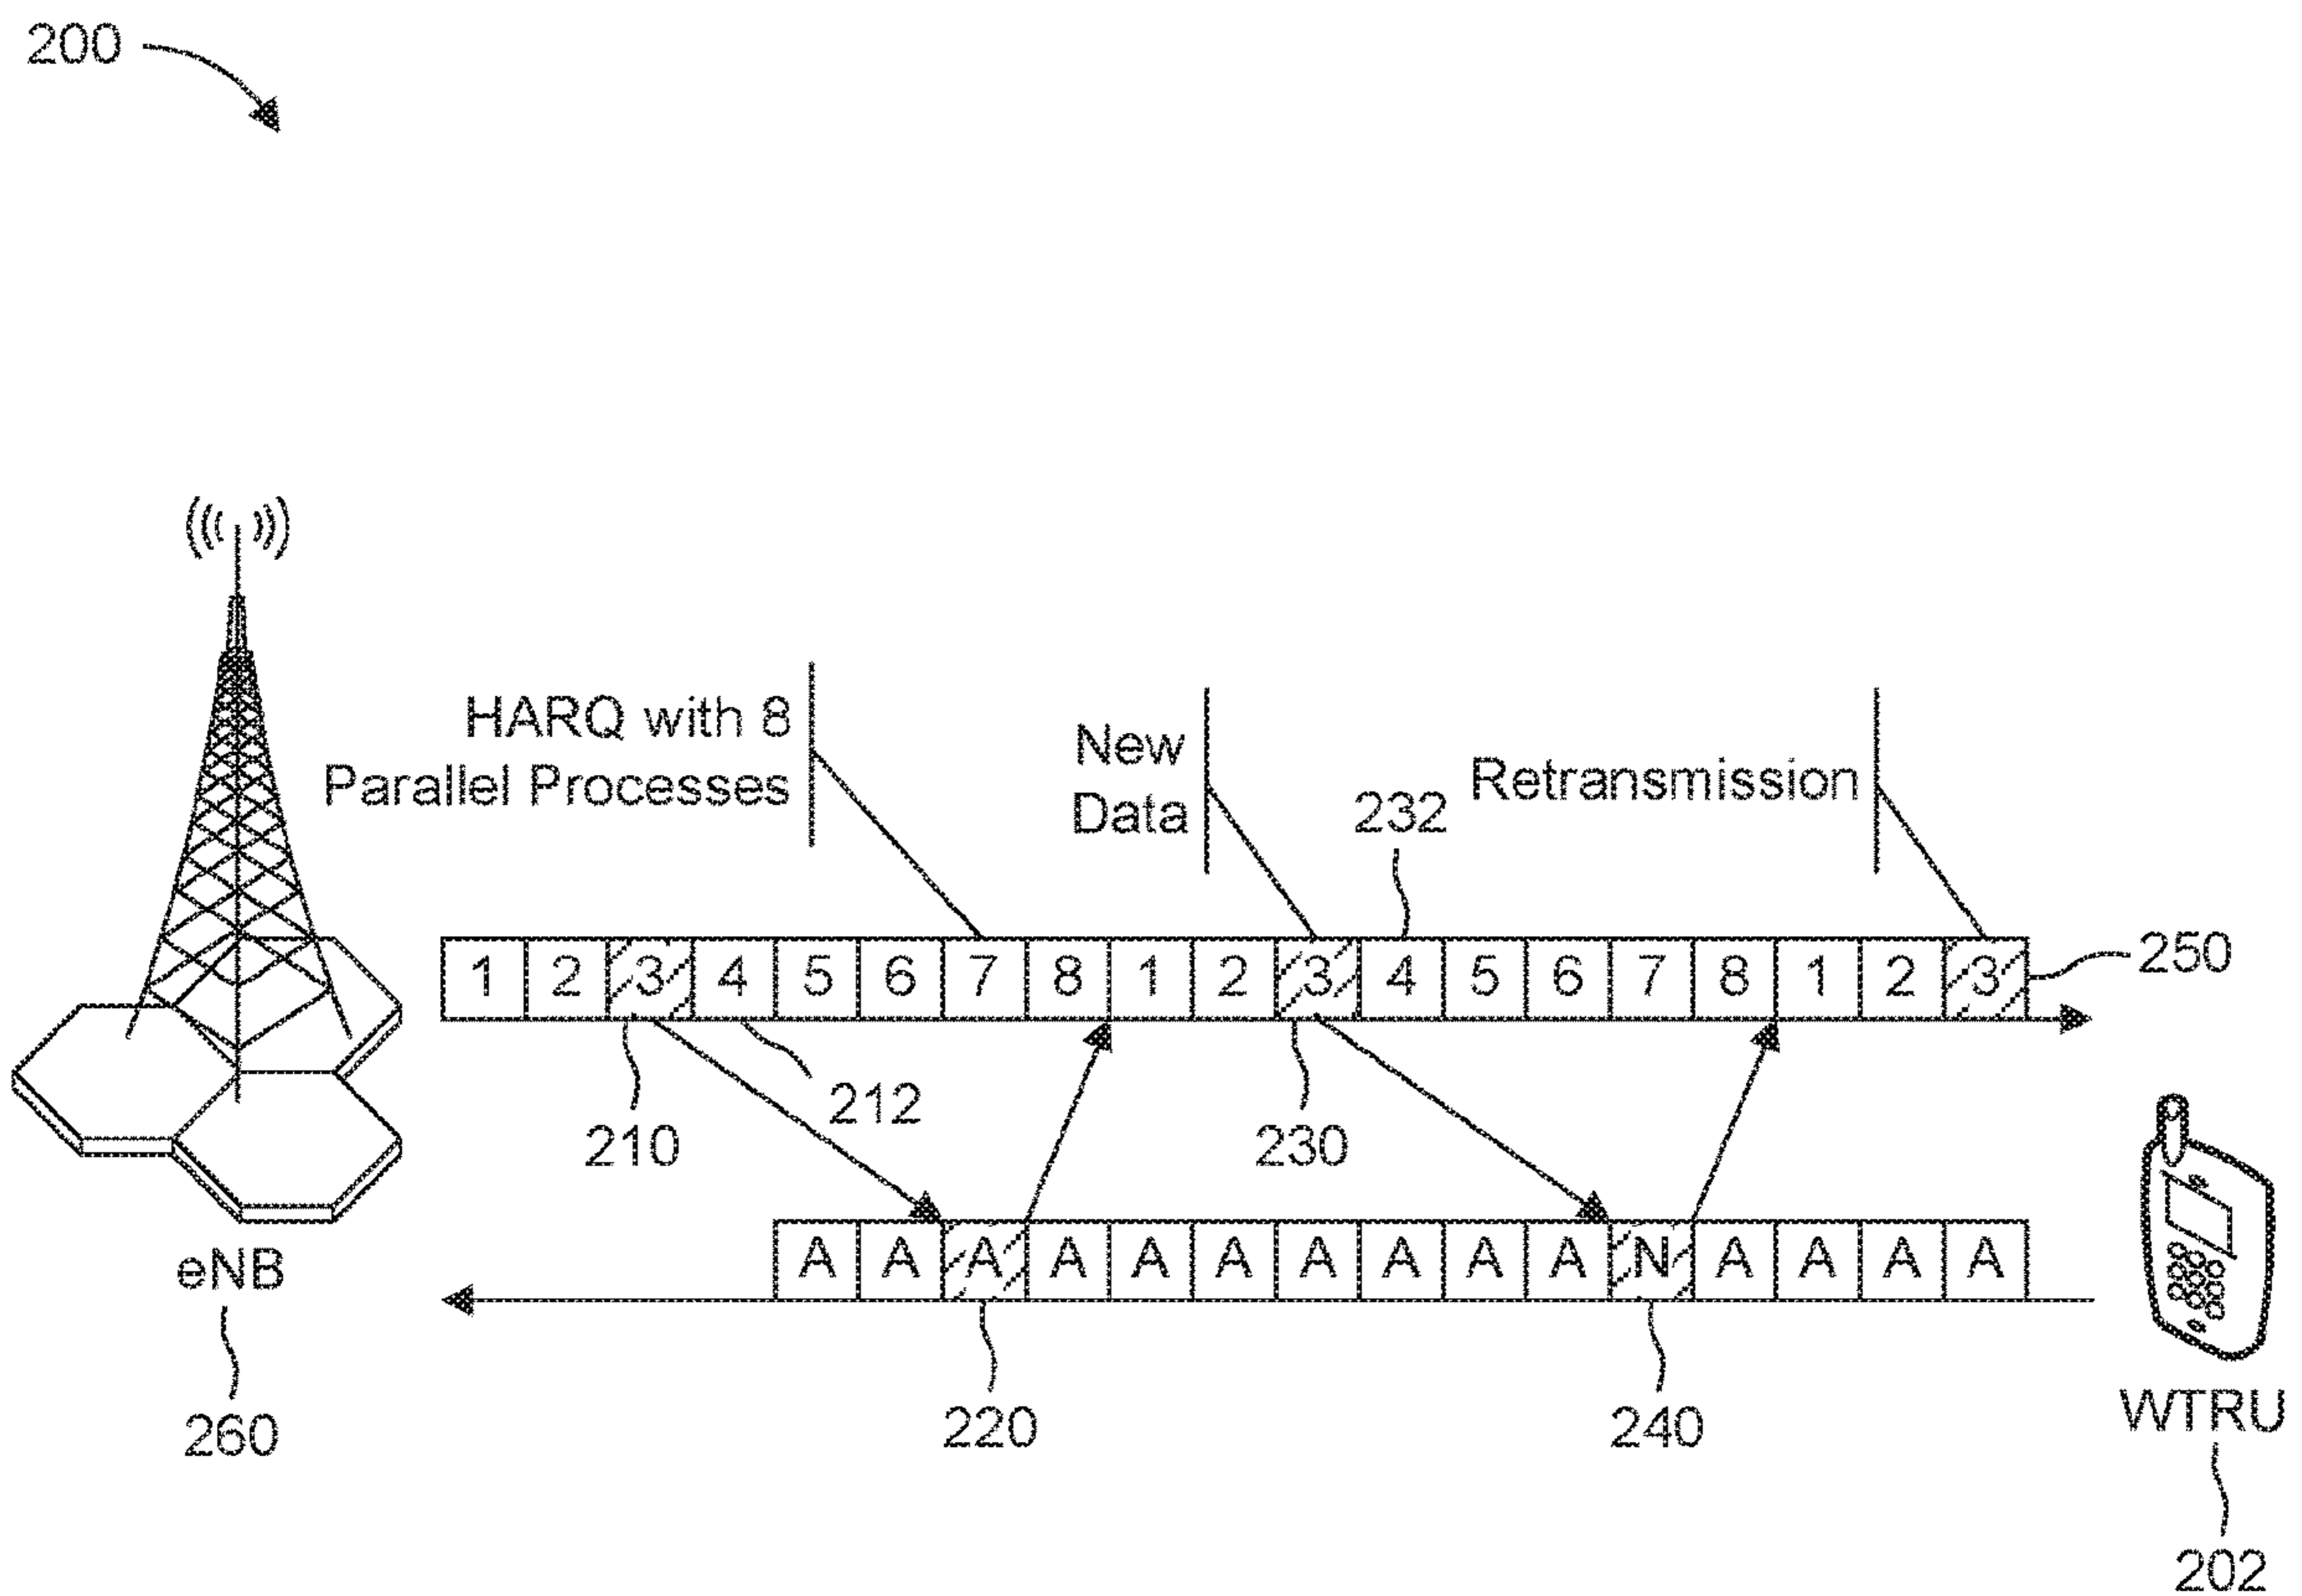 200
HARQ with 8
Parallel Processes
New
Data
232
Retransmission
1 2 3 4 5 6 7 8 1 2 3 4 5 6 7 8 1 2 3
250
212
210
230
A A A A A A A A A A N A A A A
eNB
220
240
WTRU
260
202